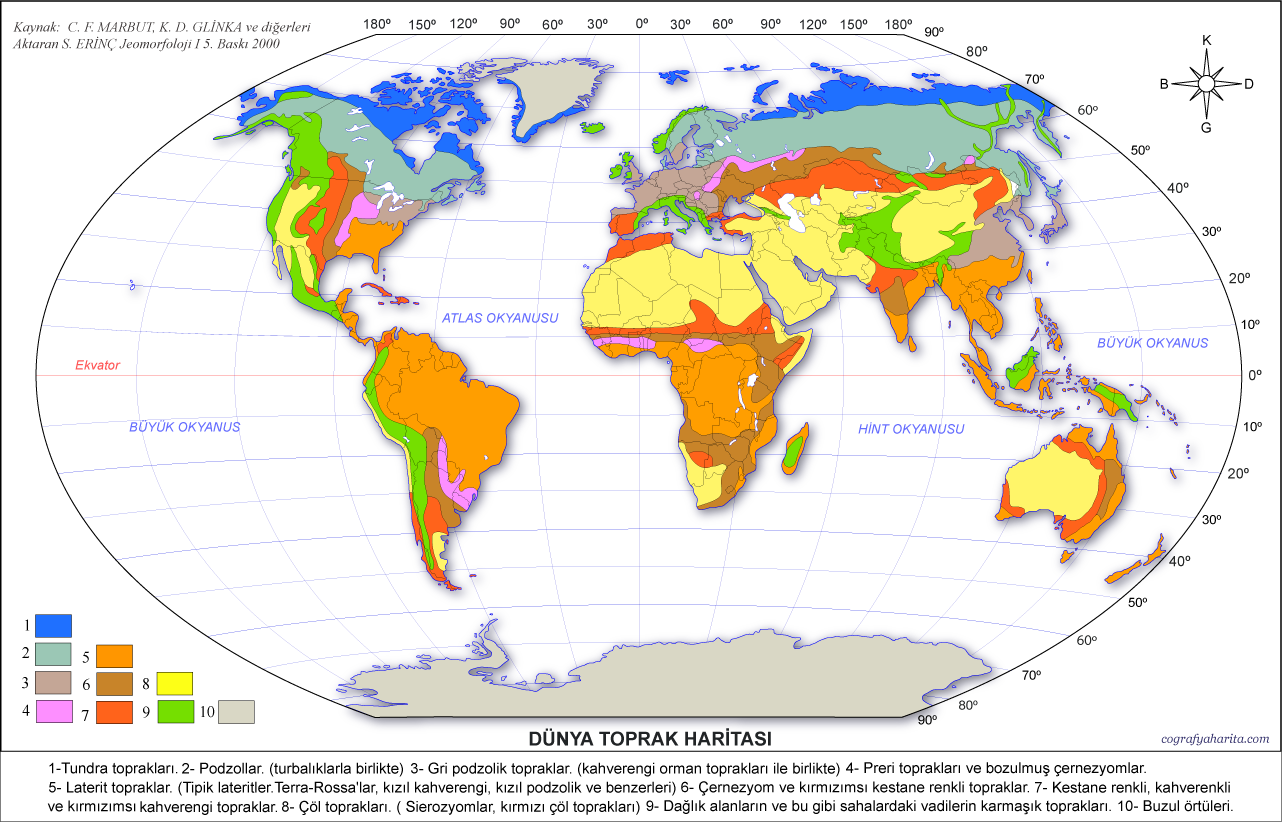 Kaynak: C. F. MARBUT, K. D. GLİNKA ve diğerleri
Aktaran S. ERİNÇ Jeomorfoloji I 5. Baskı 2000
180º 150º 120º 90º 60º 30º 0º 30º 60º 90º 120º 150º 180º
90º
80º
70º
60º
50º
40º
30º
20º
10º
0º
10º
20º
30º
40º
50º
60º
70º
80º
90º
K
B D
G
ATLAS OKYANUSU
BÜYÜK OKYANUS
Ekvator
BÜYÜK OKYANUS
HİNT OKYANUSU
1
2 5
3 6 8
4 7 9 10
DÜNYA TOPRAK HARİTASI
cografyaharita.com
1-Tundra toprakları. 2- Podzollar. (turbalıklarla birlikte) 3- Gri podzolik topraklar. (kahverengi orman toprakları ile birlikte) 4- Preri toprakları ve bozulmuş çernezyomlar.
5- Laterit topraklar. (Tipik lateritler.Terra-Rossa'lar, kızıl kahverengi, kızıl podzolik ve benzerleri) 6- Çernezyom ve kırmızımsı kestane renkli topraklar. 7- Kestane renkli, kahverenkli
ve kırmızımsı kahverengi topraklar. 8- Çöl toprakları. ( Sierozyomlar, kırmızı çöl toprakları) 9- Dağlık alanların ve bu gibi sahalardaki vadilerin karmaşık toprakları. 10- Buzul örtüleri.